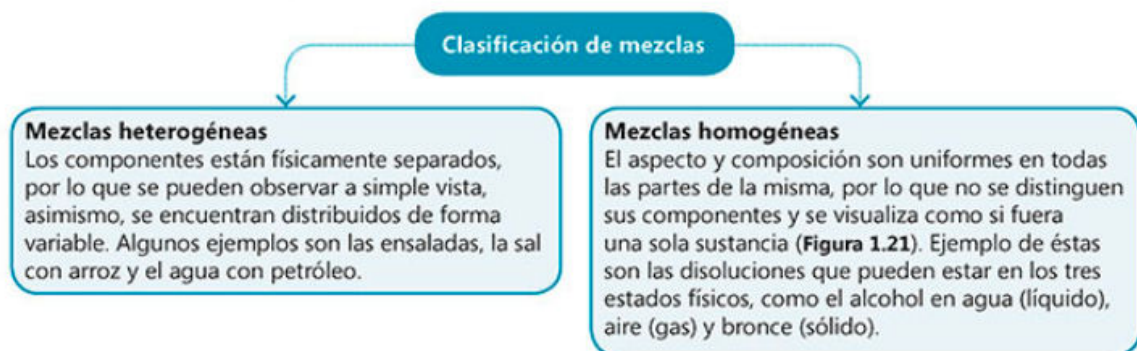 Clasificación de mezclas
Mezclas heterogéneas
Los componentes están físicamente separados,
por lo que se pueden observar a simple vista,
asimismo, se encuentran distribuidos de forma
variable. Algunos ejemplos son las ensaladas, la sal
con arroz y el agua con petróleo.
Mezclas homogéneas
El aspecto y composición son uniformes en todas
las partes de la misma, por lo que no se distinguen
sus componentes y se visualiza como si fuera
una sola sustancia (Figura 1.21). Ejemplo de éstas
son las disoluciones que pueden estar en los tres
estados físicos, como el alcohol en agua (líquido),
aire (gas) y bronce (sólido).